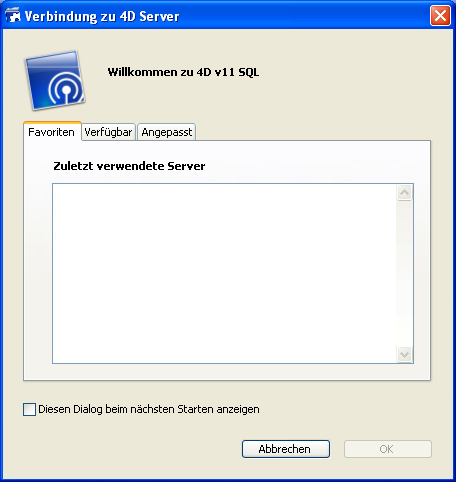 Verbindung zu 4D Server
Willkommen zu 4D v11 SQL
Favoriten Verfügbar Angepasst
Zuletzt verwendete Server
Diesen Dialog beim nächsten Starten anzeigen
Abbrechen OK